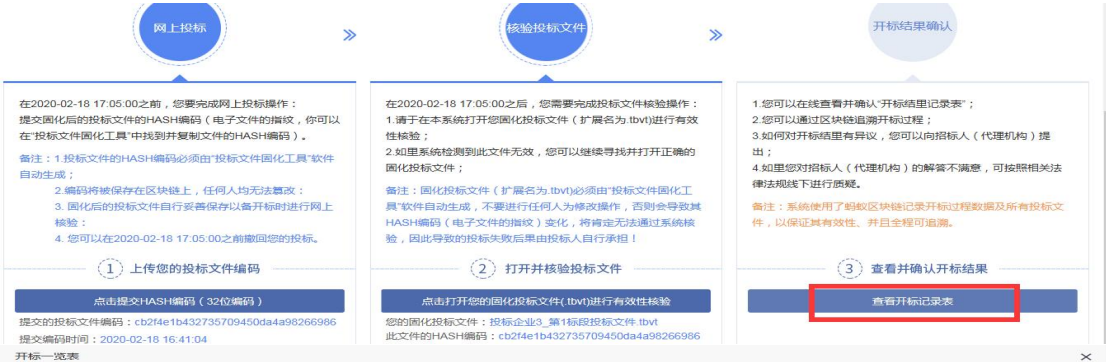 网上投标
核验投标文件
开标结果确认
在2020-02-18 17:05:00之前，您要完成网上投标操作：
提交固化后的投标文件的HASH编码（电子文件的指纹，你可以
在“投标文件固化工具”中找到并复制文件的HASH编码）。
备注：1.投标文件的HASH编码必须由“投标文件固化工具”软件
自动生成；
2.编码将被保存在区块链上，任何人均无法篡改：
3. 固化后的投标文件自行妥善保存以备开标时进行网上
核验：
4. 您可以在2020-02-18 17:05:00之前撤回您的投标。
1 上传您的投标文件编码
点击提交HASH编码（32位编码）
提交的投标文件编码：cb2f4e1b432735709450da4a98266986
提交编码时间：2020-02-18 16:41:04
在2020-02-18 17:05:00之后，您需要完成投标文件核验操作：
1.请于在本系统打开您固化投标文件（扩展名为.tbvt)进行有效
性核验；
2.如里系统检测到此文件无效，您可以继续寻找并打开正确的
固化投标文件；
备注：固化投标文件（扩展名为.tbvt)必须由“投标文件固化工
具”软件自动生成，不要进行任何人为修改操作，否则会导致其
HASH编码（电子文件的指纹）变化，将肯定无法通过系统核
验，因此导致的投标失败后果由投标人自行承担！
2 打开并核验投标文件
点击打开您的固化投标文件(.tbvt)进行有效性核验
您的固化投标文件：投标企业3_第1标段投标文件.tbvt
此文件的HASH编码：cb2f4e1b432735709450da4a98266986
1.您可以在线查看并确认“开标结里记录表”；
2.您可以通过区块链追溯开标过程；
3.如何对开标结里有异议，您可以向招标人（代理机构）提
出；
4.如里您对招标人（代理机构）的解答不满意，可按照相关法
律法规线下进行质疑。
备注：系统使用了蚂蚁区块链记录开标过程数据及所有投标文
件，以保证其有效性、并且全程可追溯。
3 查看并确认开标结果
查看开标记录表
开标一览表